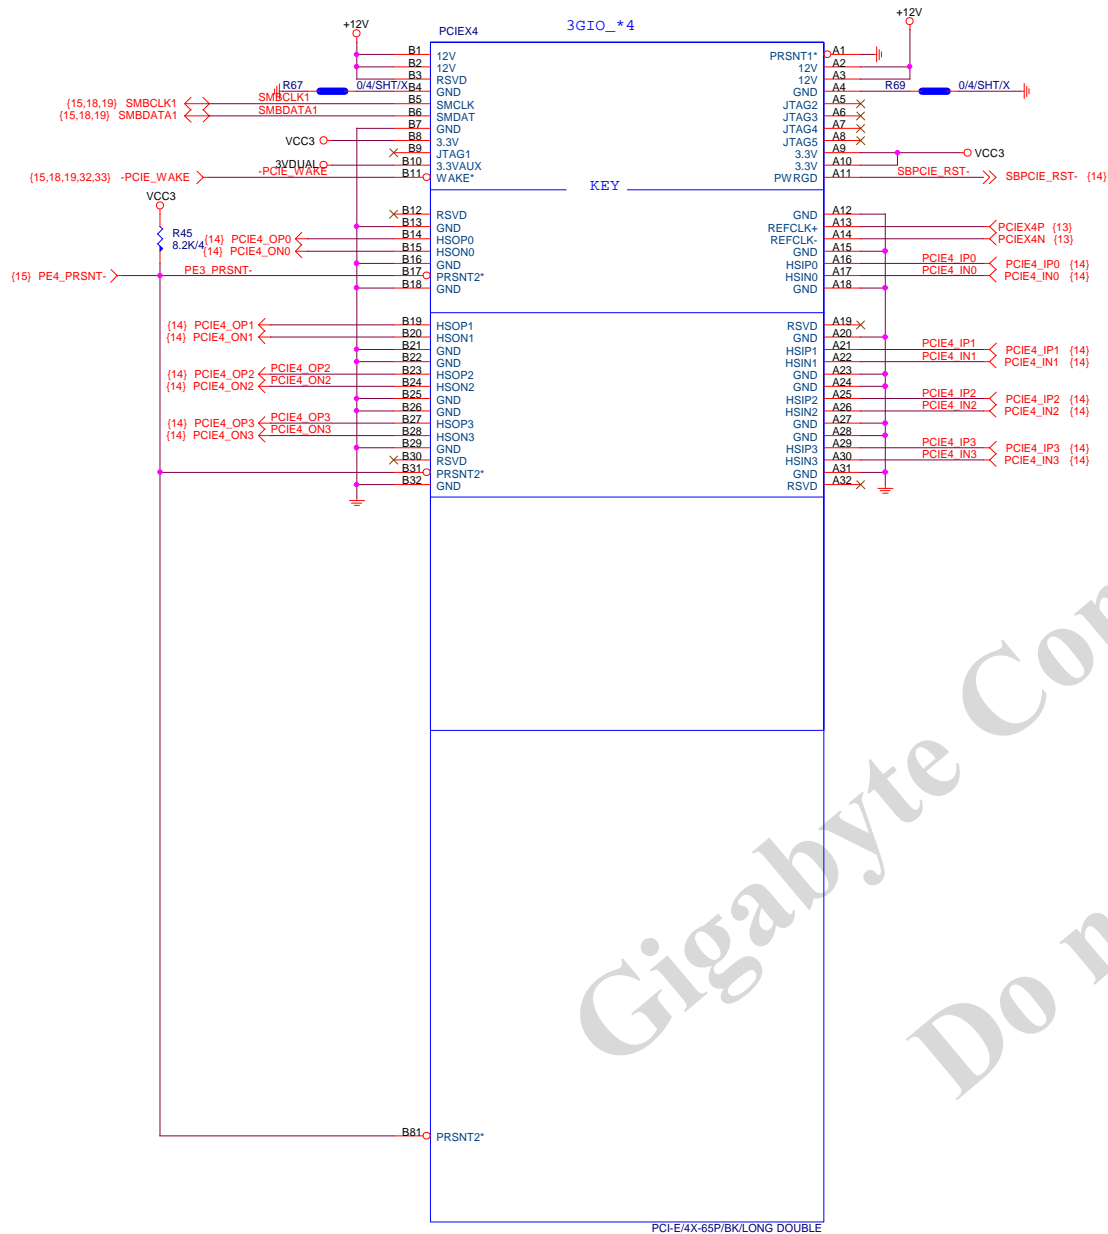 +12V
3GIO_*4
+12V
PCIEX4
B1 12V PRSNT1* A1
B2 12V 12V A2
B3 RSVD 12V A3
R67 0/4/SHT/X B4 GND GND A4 R69 0/4/SHT/X
{15,18,19} SMBCLK1 SMBCLK1 B5 SMCLK JTAG2 A5
{15,18,19} SMBDATA1 SMBDATA1 B6 SMDAT JTAG3 A6
B7 GND JTAG4 A7
VCC3 B8 3.3V JTAG5 A8
B9 JTAG1 3.3V A9 VCC3
3VDUAL B10 3.3VAUX 3.3V A10
{15,18,19,32,33} -PCIE_WAKE -PCIE_WAKE B11 WAKE* PWRGD A11 SBPCIE_RST- SBPCIE_RST- {14}
KEY
VCC3
B12 RSVD GND A12
B13 GND REFCLK+ A13 PCIEX4P {13}
R45
8.2K/4
{14} PCIE4_OP0 B14 HSOP0 REFCLK- A14 PCIEX4N {13}
{14} PCIE4_ON0 B15 HSON0 GND A15
B16 GND HSIP0 A16 PCIE4_IP0 PCIE4_IP0 {14}
{15} PE4_PRSNT- PE3_PRSNT- B17 PRSNT2* HSIN0 A17 PCIE4_IN0 PCIE4_IN0 {14}
B18 GND GND A18
{14} PCIE4_OP1 B19 HSOP1 RSVD A19
{14} PCIE4_ON1 B20 HSON1 GND A20
B21 GND HSIP1 A21 PCIE4_IP1 PCIE4_IP1 {14}
B22 GND HSIN1 A22 PCIE4_IN1 PCIE4_IN1 {14}
{14} PCIE4_OP2 PCIE4_OP2 B23 HSOP2 GND A23
{14} PCIE4_ON2 PCIE4_ON2 B24 HSON2 GND A24
B25 GND HSIP2 A25 PCIE4_IP2 PCIE4_IP2 {14}
B26 GND HSIN2 A26 PCIE4_IN2 PCIE4_IN2 {14}
{14} PCIE4_OP3 PCIE4_OP3 B27 HSOP3 GND A27
{14} PCIE4_ON3 PCIE4_ON3 B28 HSON3 GND A28
B29 GND HSIP3 A29 PCIE4_IP3 PCIE4_IP3 {14}
B30 RSVD HSIN3 A30 PCIE4_IN3 PCIE4_IN3 {14}
B31 PRSNT2* GND A31
B32 GND RSVD A32
Gigabyte
Do
B81 PRSNT2*
PCI-E/4X-65P/BK/LONG DOUBLE